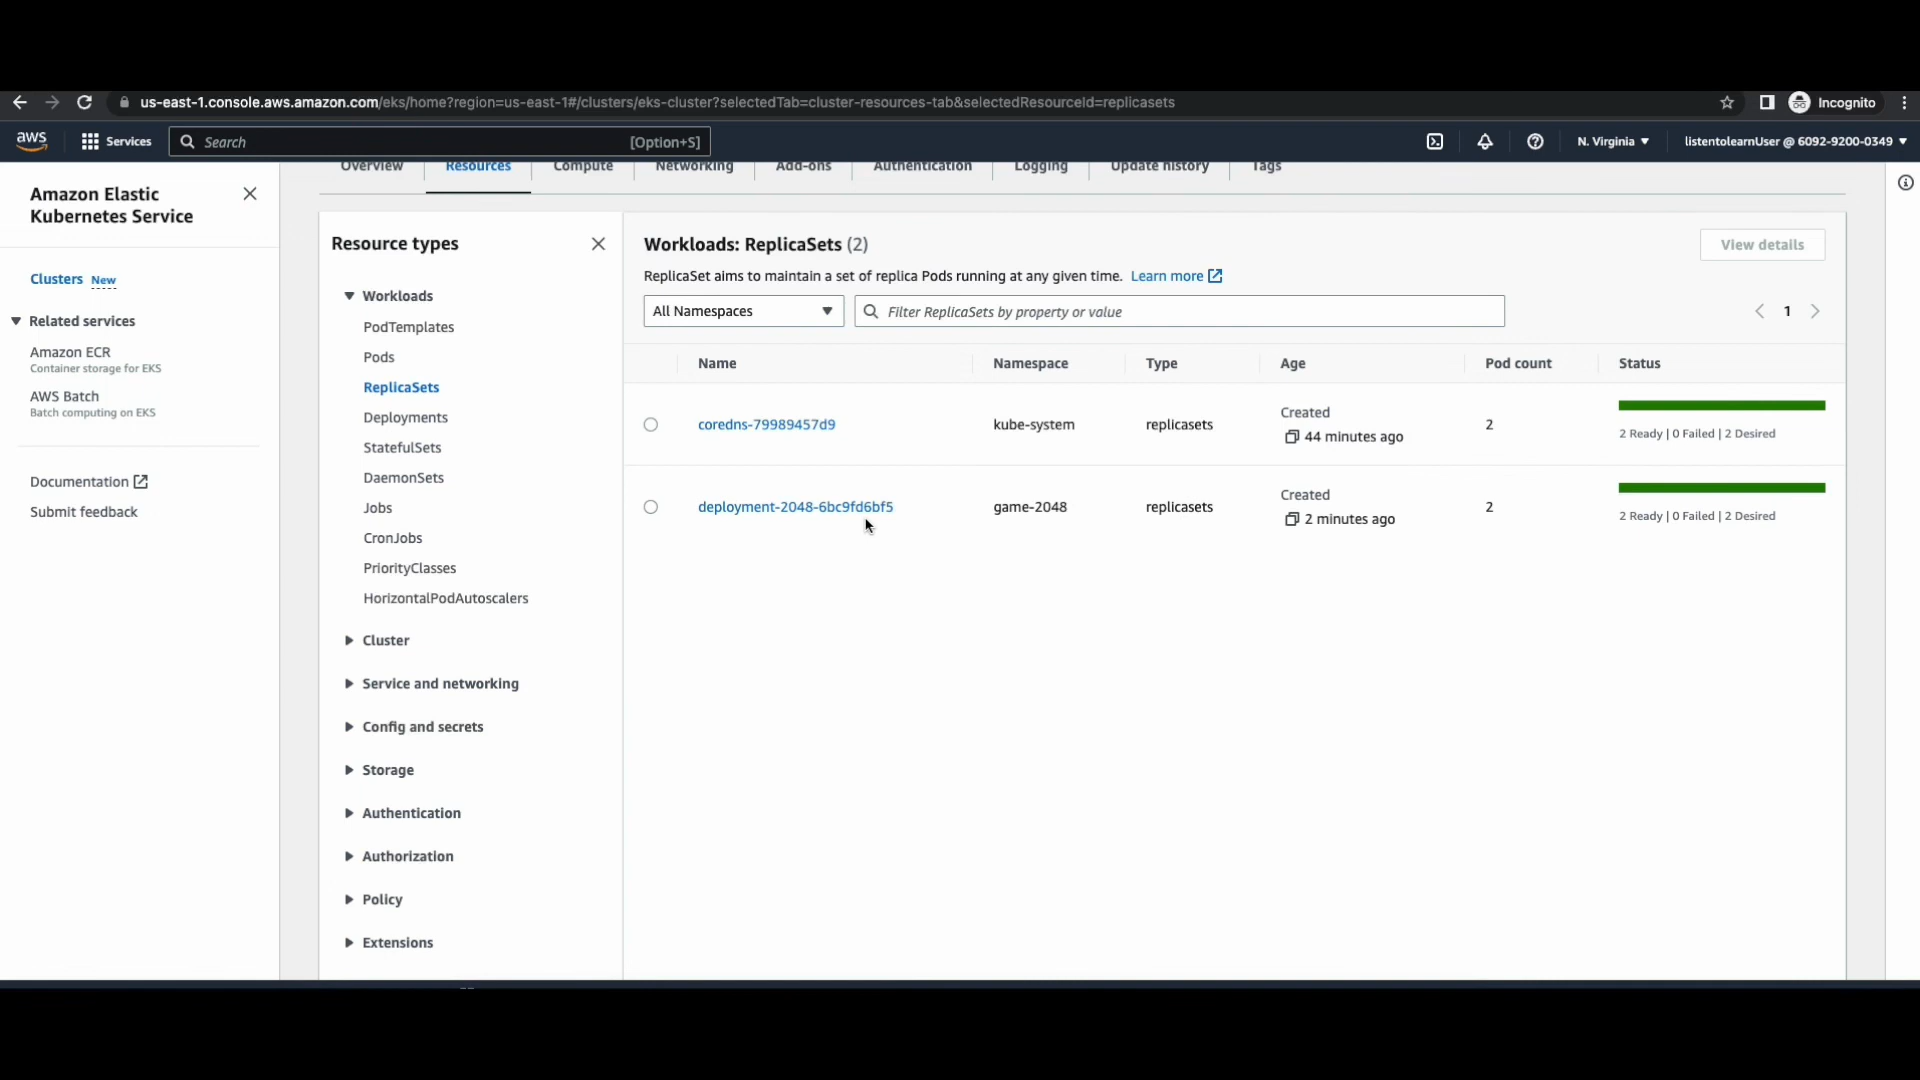 us-east-1.console.aws.amazon.com/eks/home?region=us-east-1#/clusters/eks-cluster?selectedTab=cluster-resources-tab&selectedResourceId=replicasets
Incognito
aws
Services
Search
[Option+S]
N. Virginia
listentolearnUser @ 6092-9200-0349
Overview
Resources
Compute
Networking
Add-ons
Authentication
Logging
Update history
Tags
Amazon Elastic
Kubernetes Service
Clusters New
Related services
Amazon ECR
Container storage for EKS
AWS Batch
Batch computing on EKS
Documentation
Submit feedback
Resource types
Workloads
PodTemplates
Pods
ReplicaSets
Deployments
StatefulSets
DaemonSets
Jobs
CronJobs
PriorityClasses
HorizontalPodAutoscalers
Cluster
Service and networking
Config and secrets
Storage
Authentication
Authorization
Policy
Extensions
Workloads: ReplicaSets (2)
View details
ReplicaSet aims to maintain a set of replica Pods running at any given time. Learn more
All Namespaces
Filter ReplicaSets by property or value
1
Name Namespace Type Age Pod count Status
coredns-79989457d9 kube-system replicasets Created 44 minutes ago 2 2 Ready | 0 Failed | 2 Desired
deployment-2048-6bc9fd6bf5 game-2048 replicasets Created 2 minutes ago 2 2 Ready | 0 Failed | 2 Desired